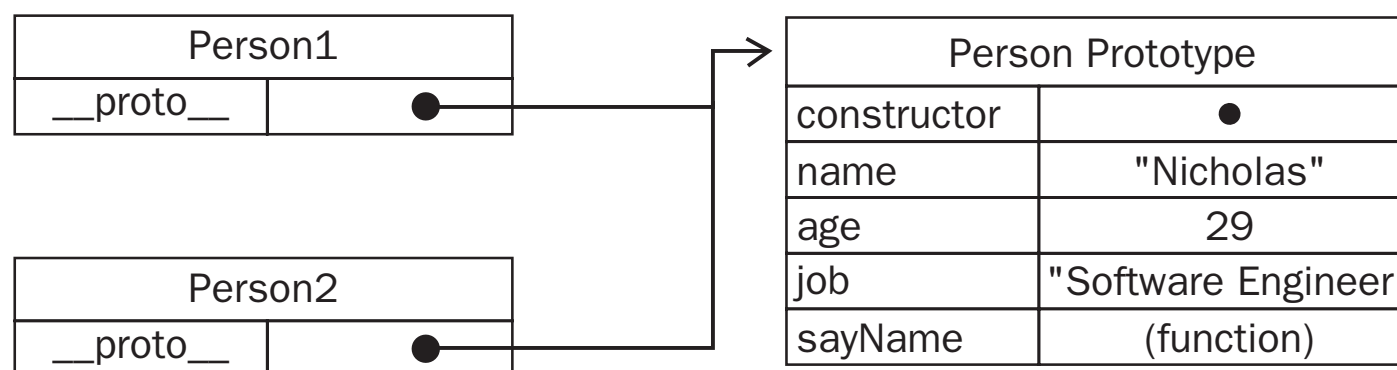 Person1
__proto__
Person2
__proto__
Person Prototype
constructor
name "Nicholas"
age 29
job "Software Engineer
sayName (function)